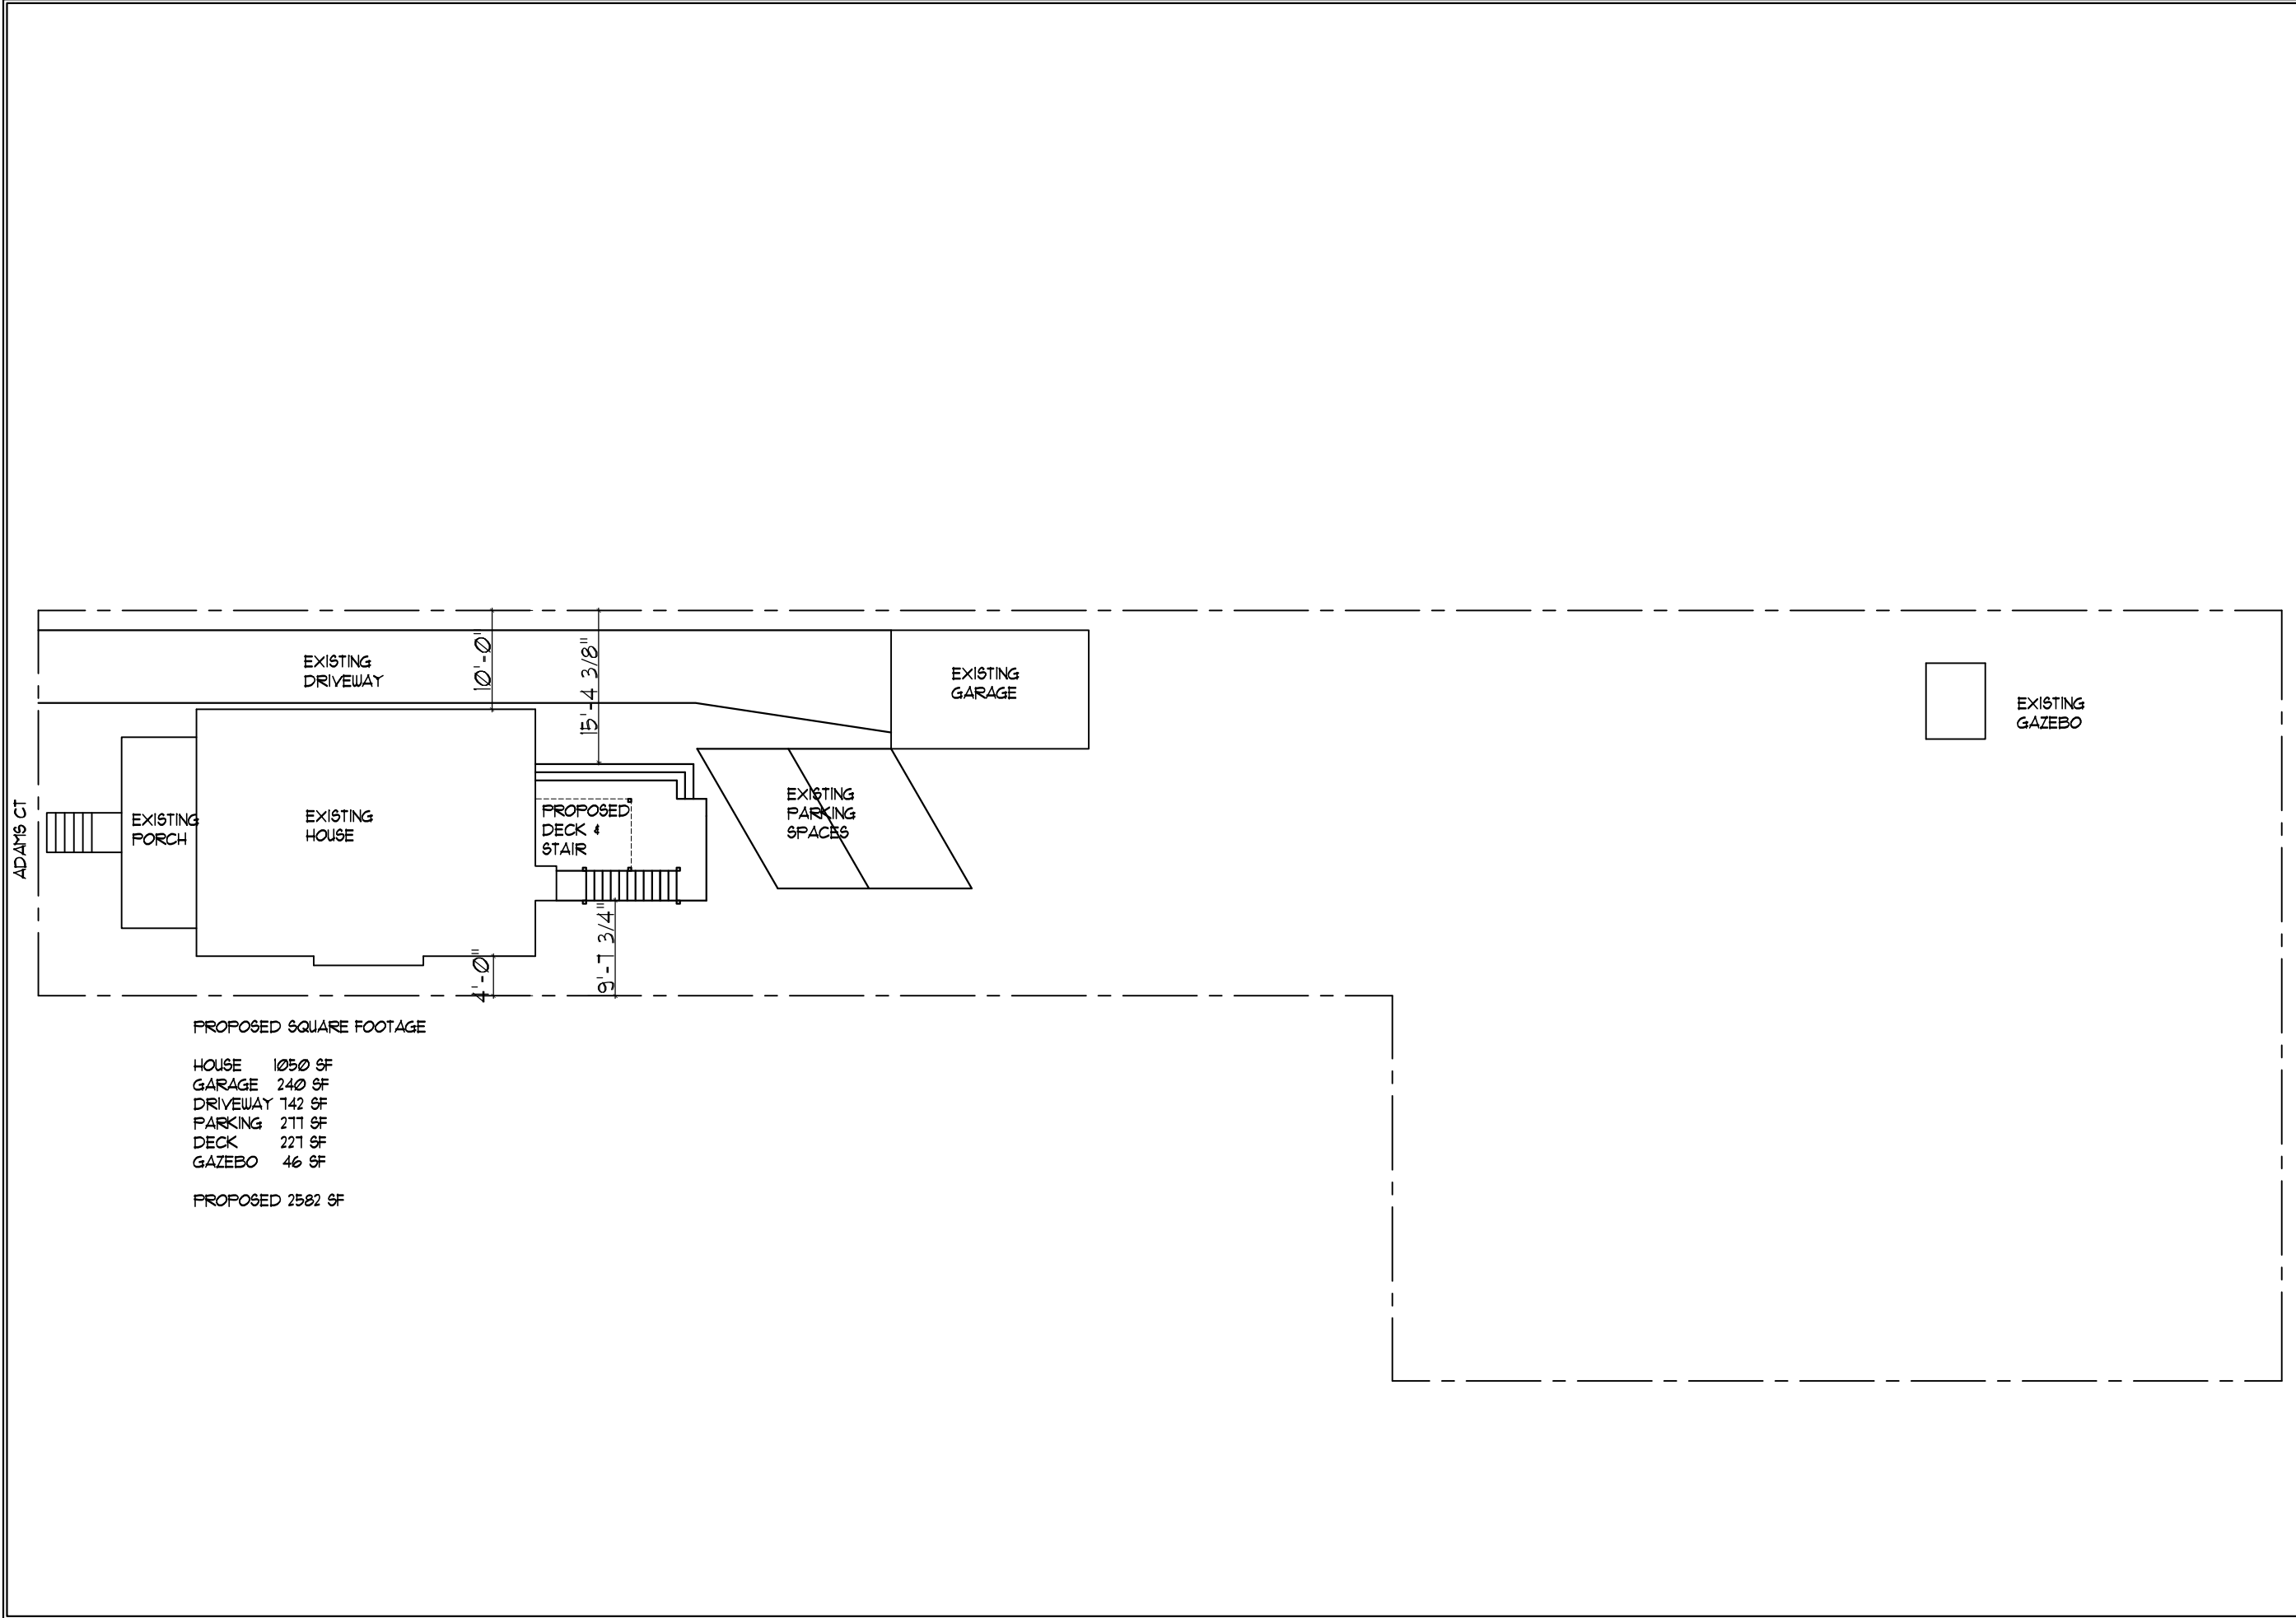 10'-0"
15'-4 3/8"
EXISTING
DRIVEWAY
EXISTING
GARAGE
EXISTING
GAZEBO
ADAMS CT
EXISTING
PORCH
EXISTING
HOUSE
PROPOSED
DECK &
STAIR
EXISTING
PARKING
SPACES
4'-0"
9'-7 3/4"
PROPOSED SQUARE FOOTAGE
HOUSE 1050 SF
GARAGE 240 SF
DRIVEWAY 742 SF
PARKING 277 SF
DECK 227 SF
GAZEBO 46 SF
PROPOSED 2582 SF